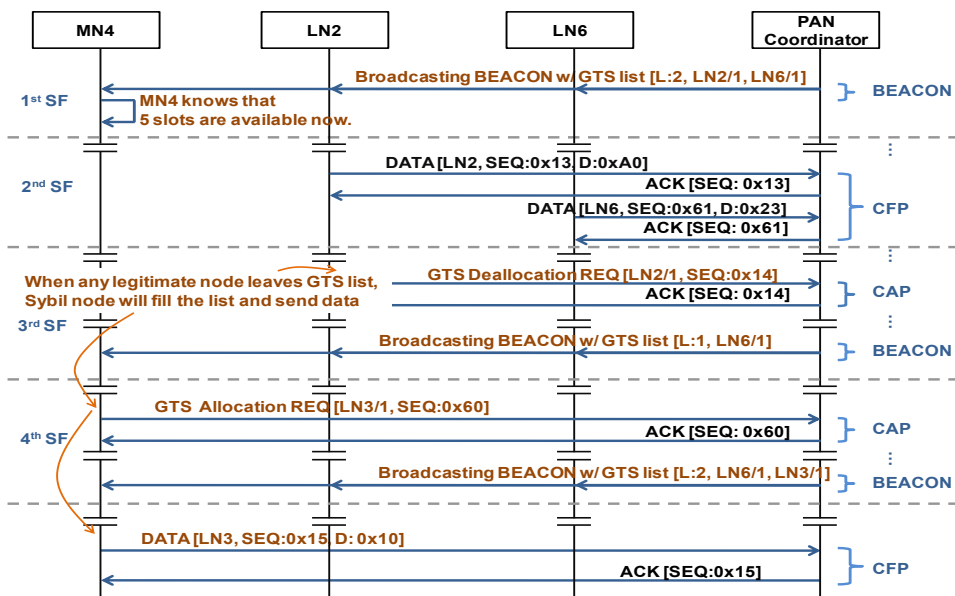 MN4
LN2
LN6
PAN
Coordinator
Broadcasting BEACON w/ GTS list [L:2, LN2/1, LN6/1]
1st SF
MN4 knows that
5 slots are available now.
BEACON
...
DATA [LN2, SEQ:0x13, D:0xA0]
2nd SF
ACK [SEQ: 0x13]
DATA [LN6, SEQ:0x61, D:0x23]
CFP
ACK [SEQ: 0x61]
...
When any legitimate node leaves GTS list,
Sybil node will fill the list and send data
GTS Deallocation REQ [LN2/1, SEQ:0x14]
ACK [SEQ: 0x14]
CAP
3rd SF
...
Broadcasting BEACON w/ GTS list [L:1, LN6/1]
BEACON
GTS Allocation REQ [LN3/1, SEQ:0x60]
4th SF
ACK [SEQ: 0x60]
CAP
...
Broadcasting BEACON w/ GTS list [L:2, LN6/1, LN3/1]
BEACON
DATA [LN3, SEQ:0x15, D: 0x10]
ACK [SEQ:0x15]
CFP